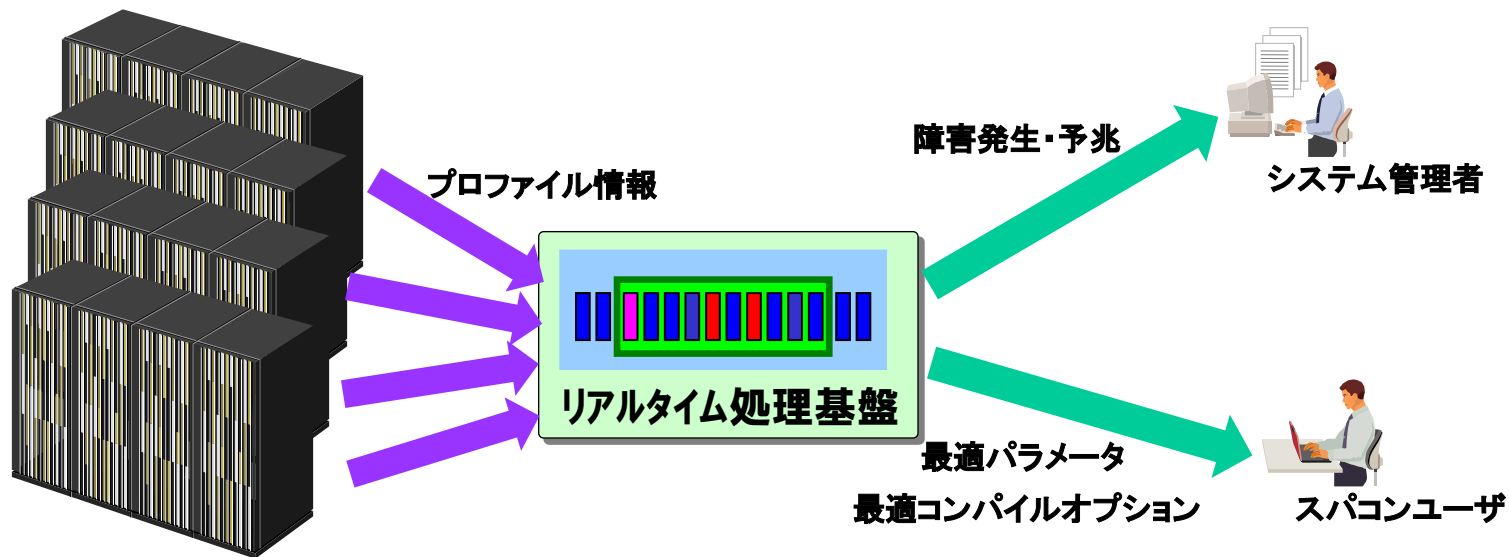 障害発生・予兆
システム管理者
プロファイル情報
リアルタイム処理基盤
最適パラメータ
最適コンパイルオプション
スパコンユーザ